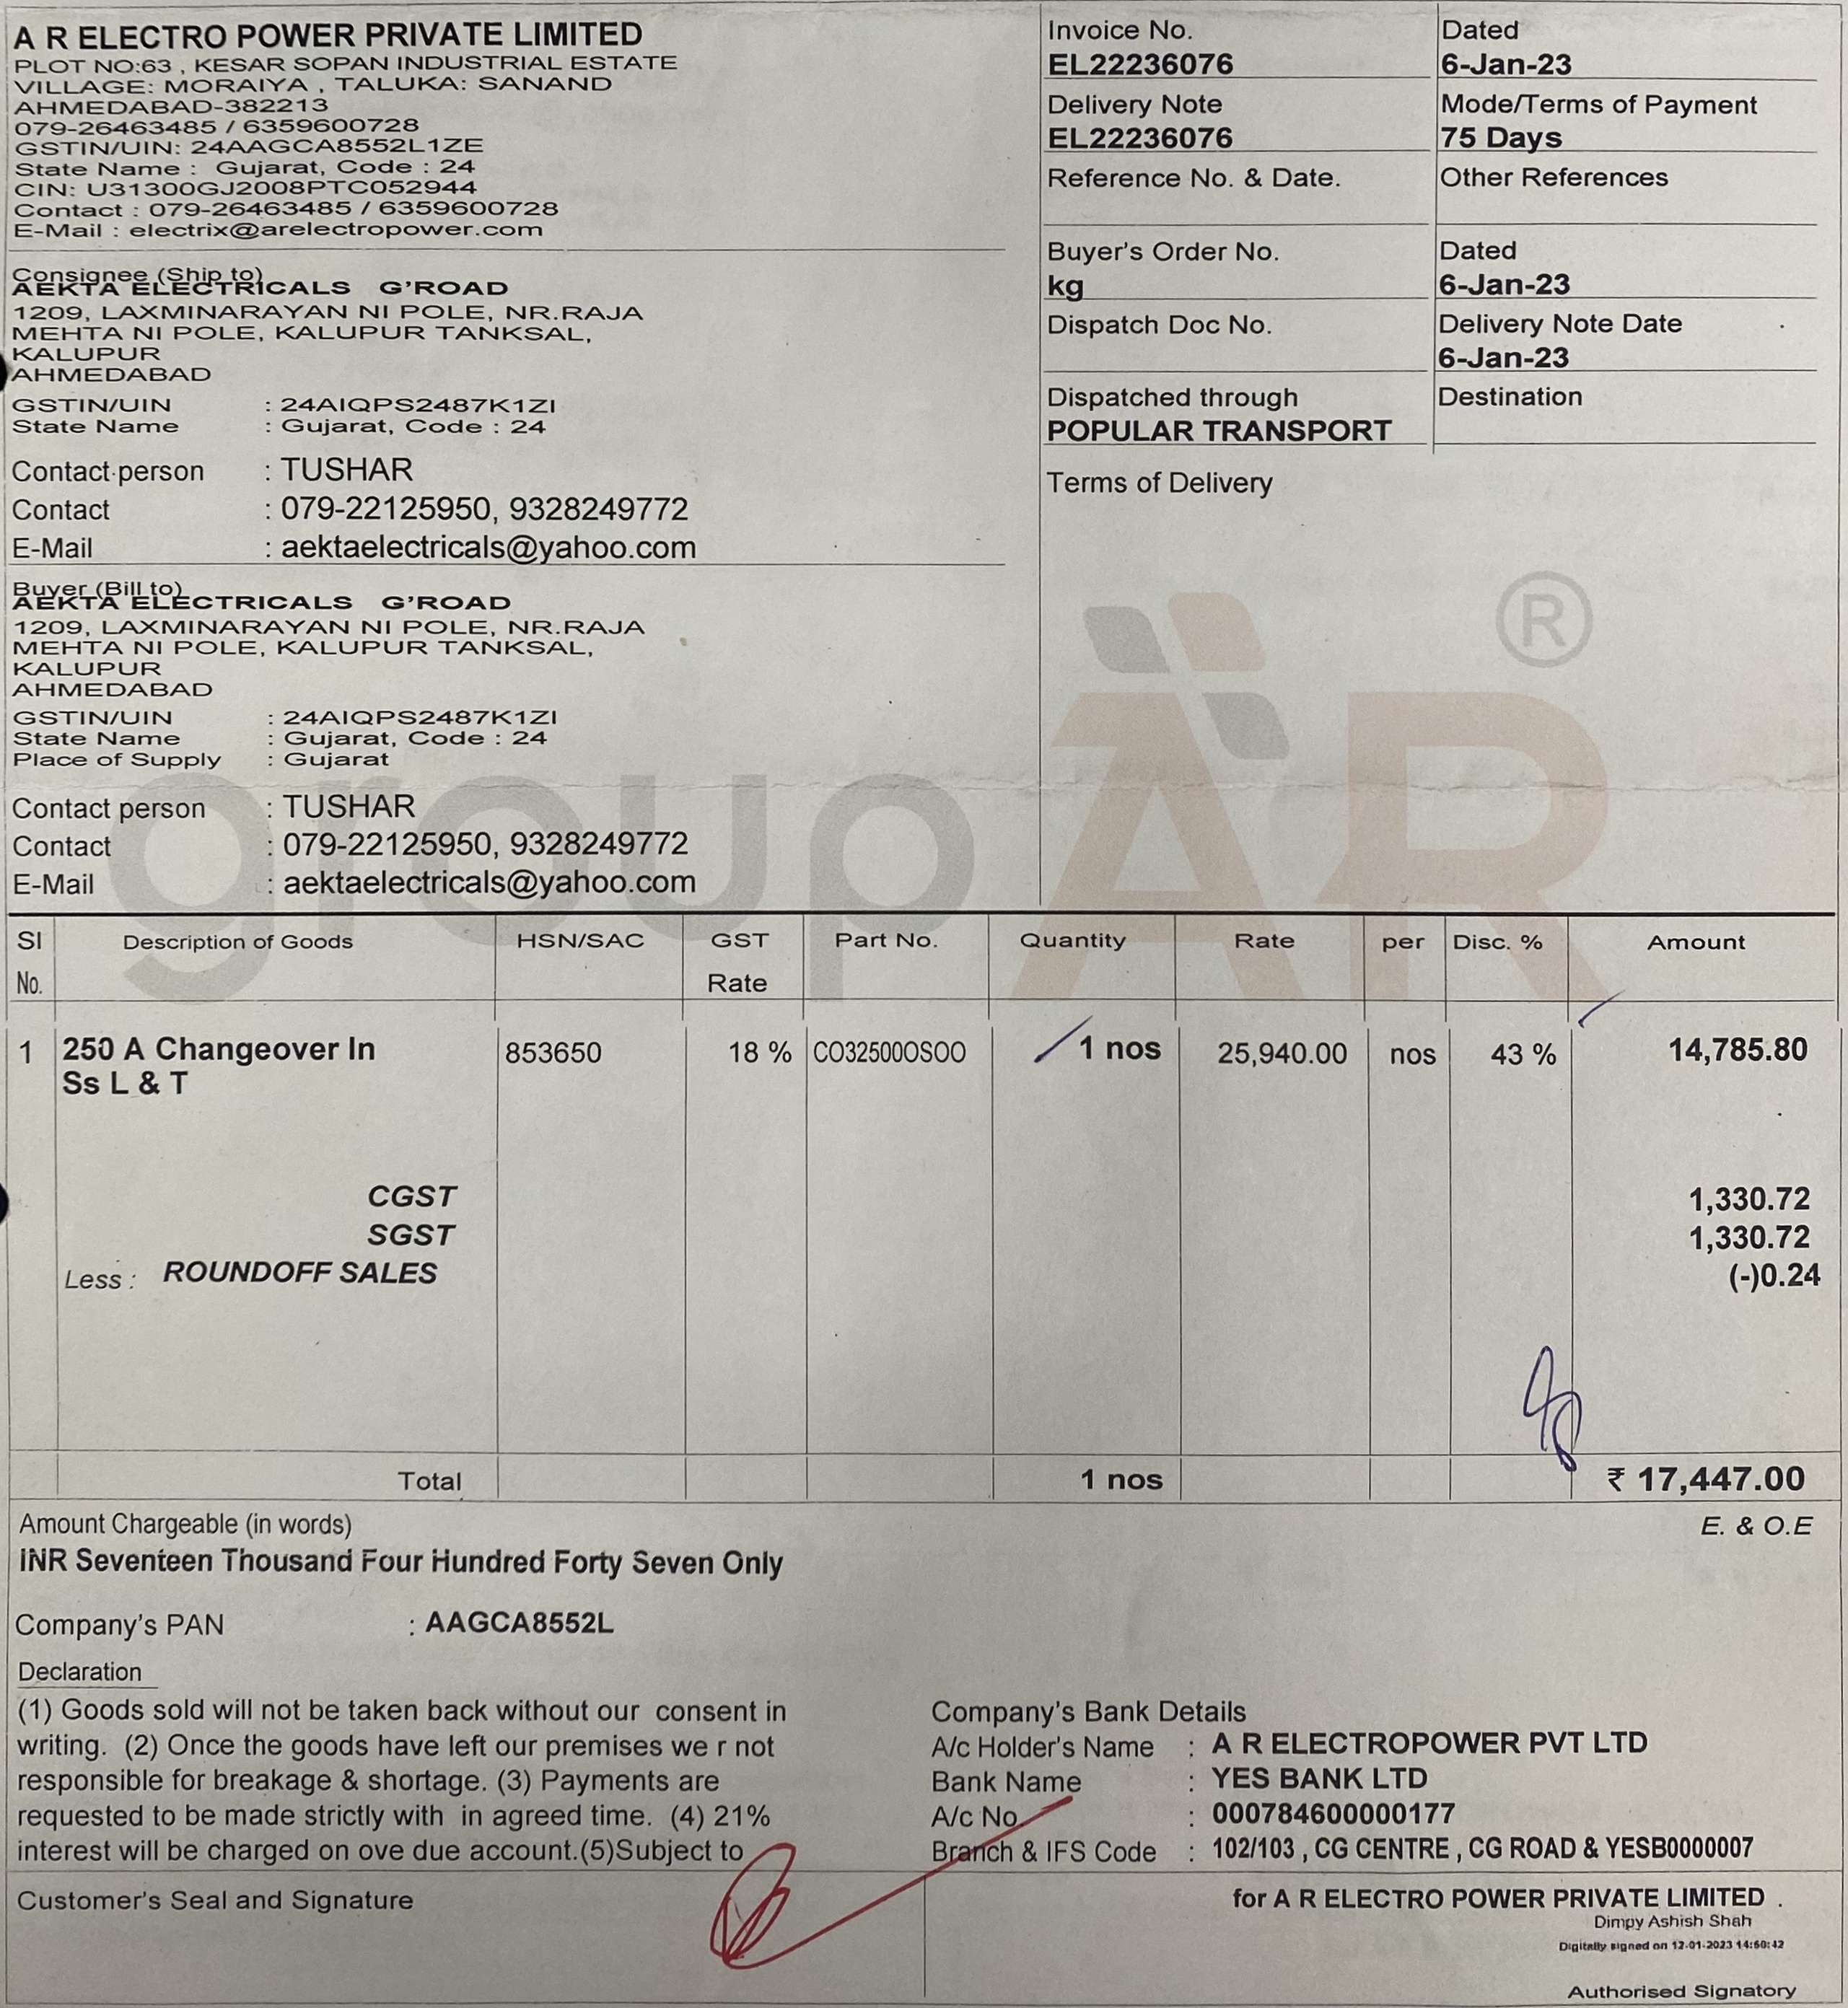 A R ELECTRO POWER PRIVATE LIMITED
PLOT NO:63 , KESAR SOPAN INDUSTRIAL ESTATE
VILLAGE: MORAIYA , TALUKA: SANAND
AHMEDABAD-382213
079-26463485 / 6359600728
GSTIN/UIN: 24AAGCA8552L1ZE
State Name : Gujarat, Code : 24
CIN: U31300GJ2008PTC052944
Contact : 079-26463485 / 6359600728
E-Mail : electrix@arelectropower.com
Invoice No. Dated
EL22236076 6-Jan-23
Delivery Note Mode/Terms of Payment
EL22236076 75 Days
Reference No. & Date. Other References
Buyer's Order No. Dated
kg 6-Jan-23
Dispatch Doc No. Delivery Note Date
6-Jan-23
Dispatched through Destination
POPULAR TRANSPORT
Terms of Delivery
Consignee (Ship to)
AEKTA ELECTRICALS G'ROAD
1209, LAXMINARAYAN NI POLE, NR.RAJA
MEHTA NI POLE, KALUPUR TANKSAL,
KALUPUR
AHMEDABAD
GSTIN/UIN : 24AIQPS2487K1ZI
State Name : Gujarat, Code : 24
Contact person : TUSHAR
Contact : 079-22125950, 9328249772
E-Mail : aektaelectricals@yahoo.com
Buyer (Bill to)
AEKTA ELECTRICALS G'ROAD
1209, LAXMINARAYAN NI POLE, NR.RAJA
MEHTA NI POLE, KALUPUR TANKSAL,
KALUPUR
AHMEDABAD
GSTIN/UIN : 24AIQPS2487K1ZI
State Name : Gujarat, Code : 24
Place of Supply : Gujarat
Contact person : TUSHAR
Contact : 079-22125950, 9328249772
E-Mail : aektaelectricals@yahoo.com
group AR ®
Sl Description of Goods HSN/SAC GST Part No. Quantity Rate per Disc. % Amount
No. Rate
1 250 A Changeover In 853650 18 % CO32500OSOO 1 nos 25,940.00 nos 43 % 14,785.80
Ss L & T
CGST 1,330.72
SGST 1,330.72
Less : ROUNDOFF SALES (-)0.24
Total 1 nos ₹ 17,447.00
Amount Chargeable (in words) E. & O.E
INR Seventeen Thousand Four Hundred Forty Seven Only
Company's PAN : AAGCA8552L
Declaration
(1) Goods sold will not be taken back without our consent in
writing. (2) Once the goods have left our premises we r not
responsible for breakage & shortage. (3) Payments are
requested to be made strictly with in agreed time. (4) 21%
interest will be charged on ove due account.(5)Subject to
Company's Bank Details
A/c Holder's Name : A R ELECTROPOWER PVT LTD
Bank Name : YES BANK LTD
A/c No. : 000784600000177
Branch & IFS Code : 102/103 , CG CENTRE , CG ROAD & YESB0000007
Customer's Seal and Signature
for A R ELECTRO POWER PRIVATE LIMITED .
Dimpy Ashish Shah
Digitally signed on 12-01-2023 14:50:42
Authorised Signatory